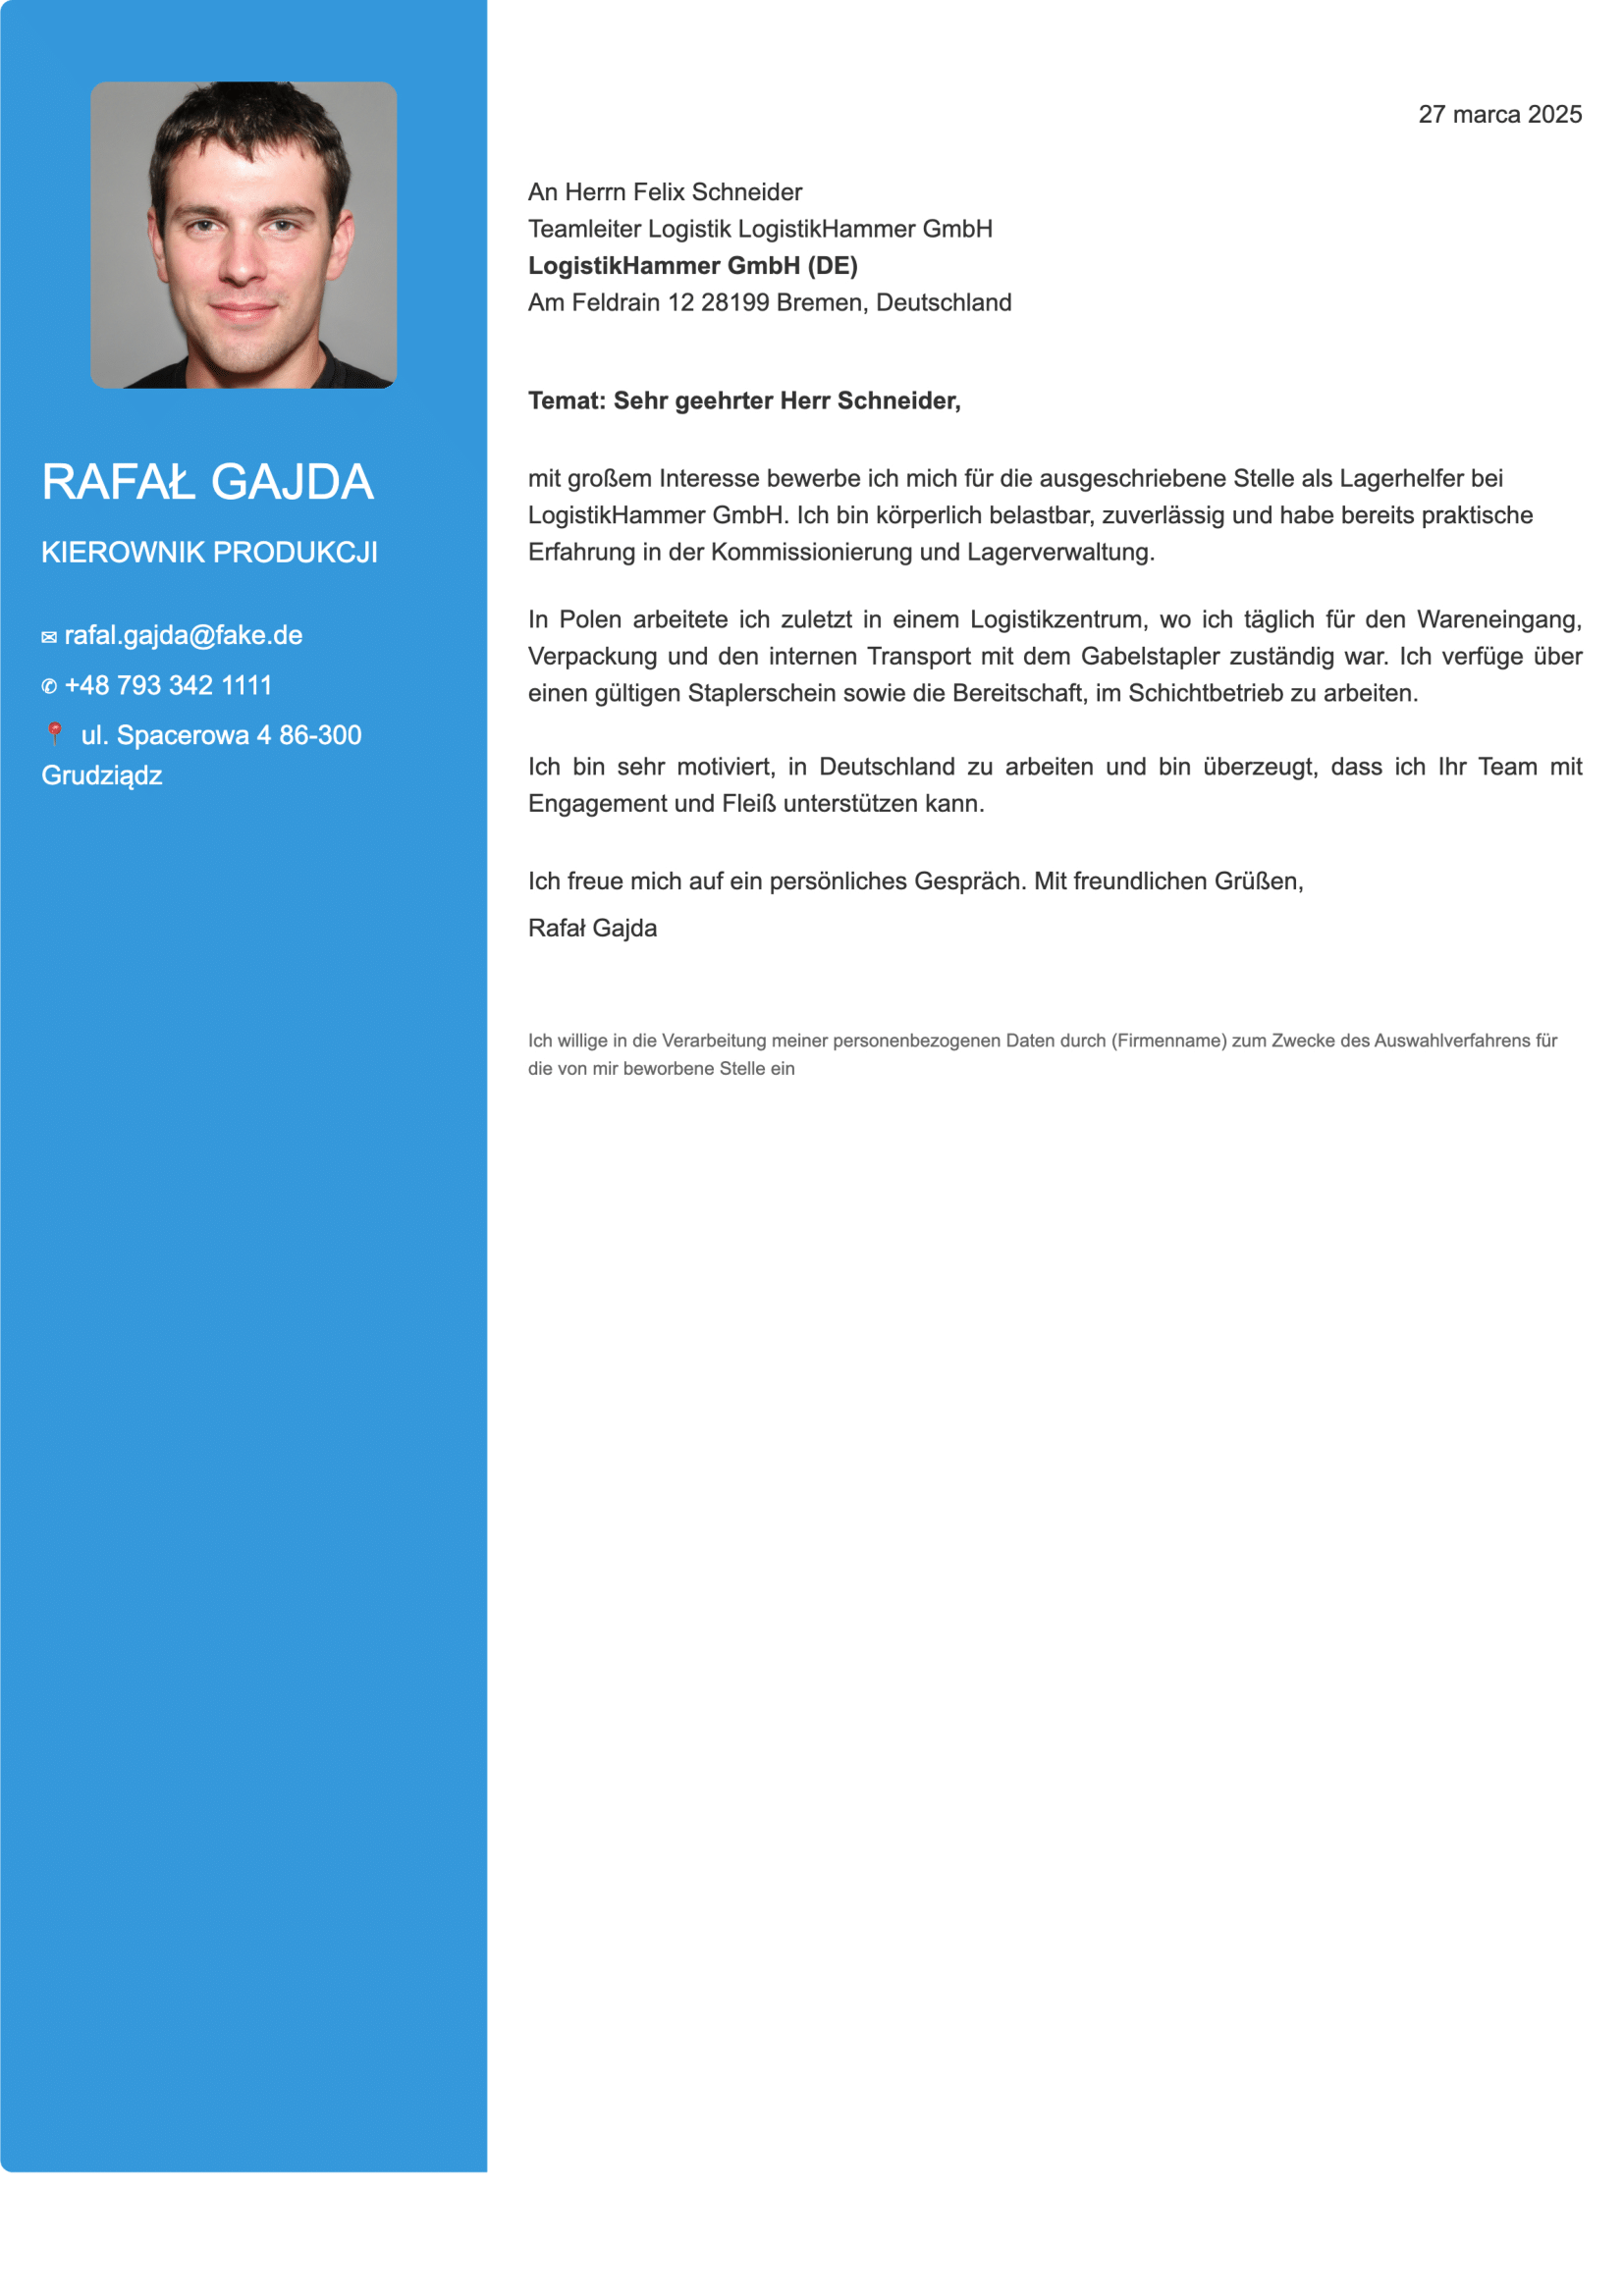 RAFAŁ GAJDA
KIEROWNIK PRODUKCJI
✉ rafal.gajda@fake.de
✆ +48 793 342 1111
📍 ul. Spacerowa 4 86-300
Grudziądz
27 marca 2025
An Herrn Felix Schneider
Teamleiter Logistik LogistikHammer GmbH
LogistikHammer GmbH (DE)
Am Feldrain 12 28199 Bremen, Deutschland
Temat: Sehr geehrter Herr Schneider,
mit großem Interesse bewerbe ich mich für die ausgeschriebene Stelle als Lagerhelfer bei
LogistikHammer GmbH. Ich bin körperlich belastbar, zuverlässig und habe bereits praktische
Erfahrung in der Kommissionierung und Lagerverwaltung.
In Polen arbeitete ich zuletzt in einem Logistikzentrum, wo ich täglich für den Wareneingang,
Verpackung und den internen Transport mit dem Gabelstapler zuständig war. Ich verfüge über
einen gültigen Staplerschein sowie die Bereitschaft, im Schichtbetrieb zu arbeiten.
Ich bin sehr motiviert, in Deutschland zu arbeiten und bin überzeugt, dass ich Ihr Team mit
Engagement und Fleiß unterstützen kann.
Ich freue mich auf ein persönliches Gespräch. Mit freundlichen Grüßen,
Rafał Gajda
Ich willige in die Verarbeitung meiner personenbezogenen Daten durch (Firmenname) zum Zwecke des Auswahlverfahrens für
die von mir beworbene Stelle ein